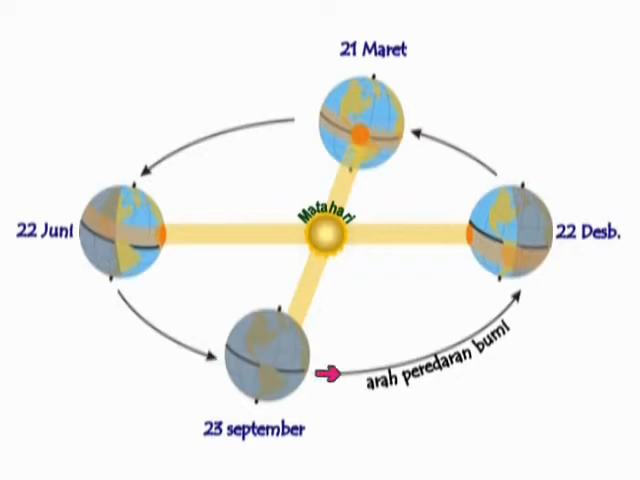 21 Maret
Matahari
22 Juni
22 Desb.
arah peredaran bumi
23 september